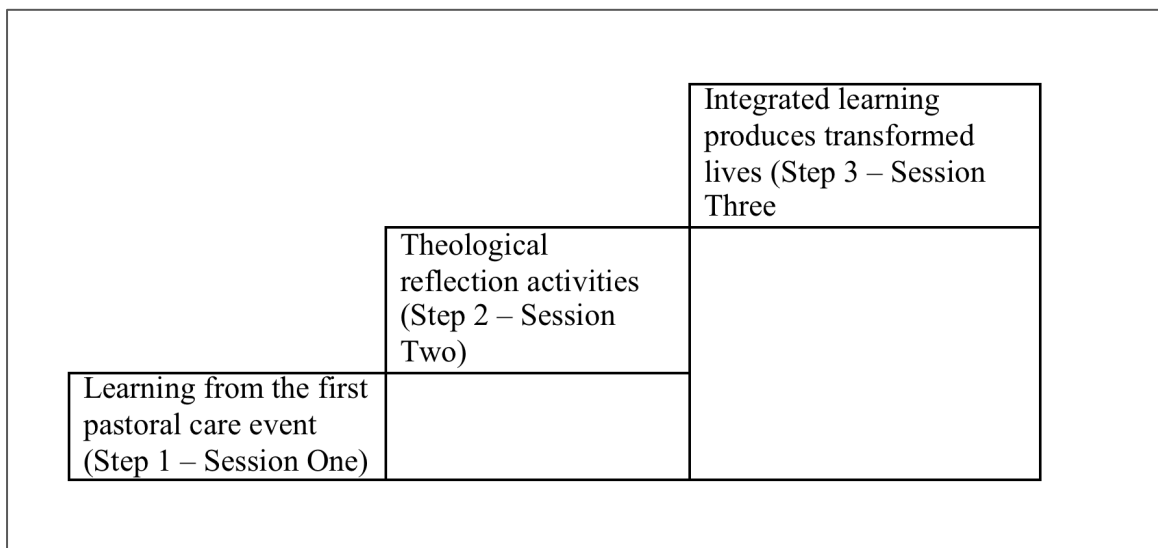 Integrated learning
produces transformed
lives (Step 3 – Session
Three
Theological
reflection activities
(Step 2 – Session
Two)
Learning from the first
pastoral care event
(Step 1 – Session One)